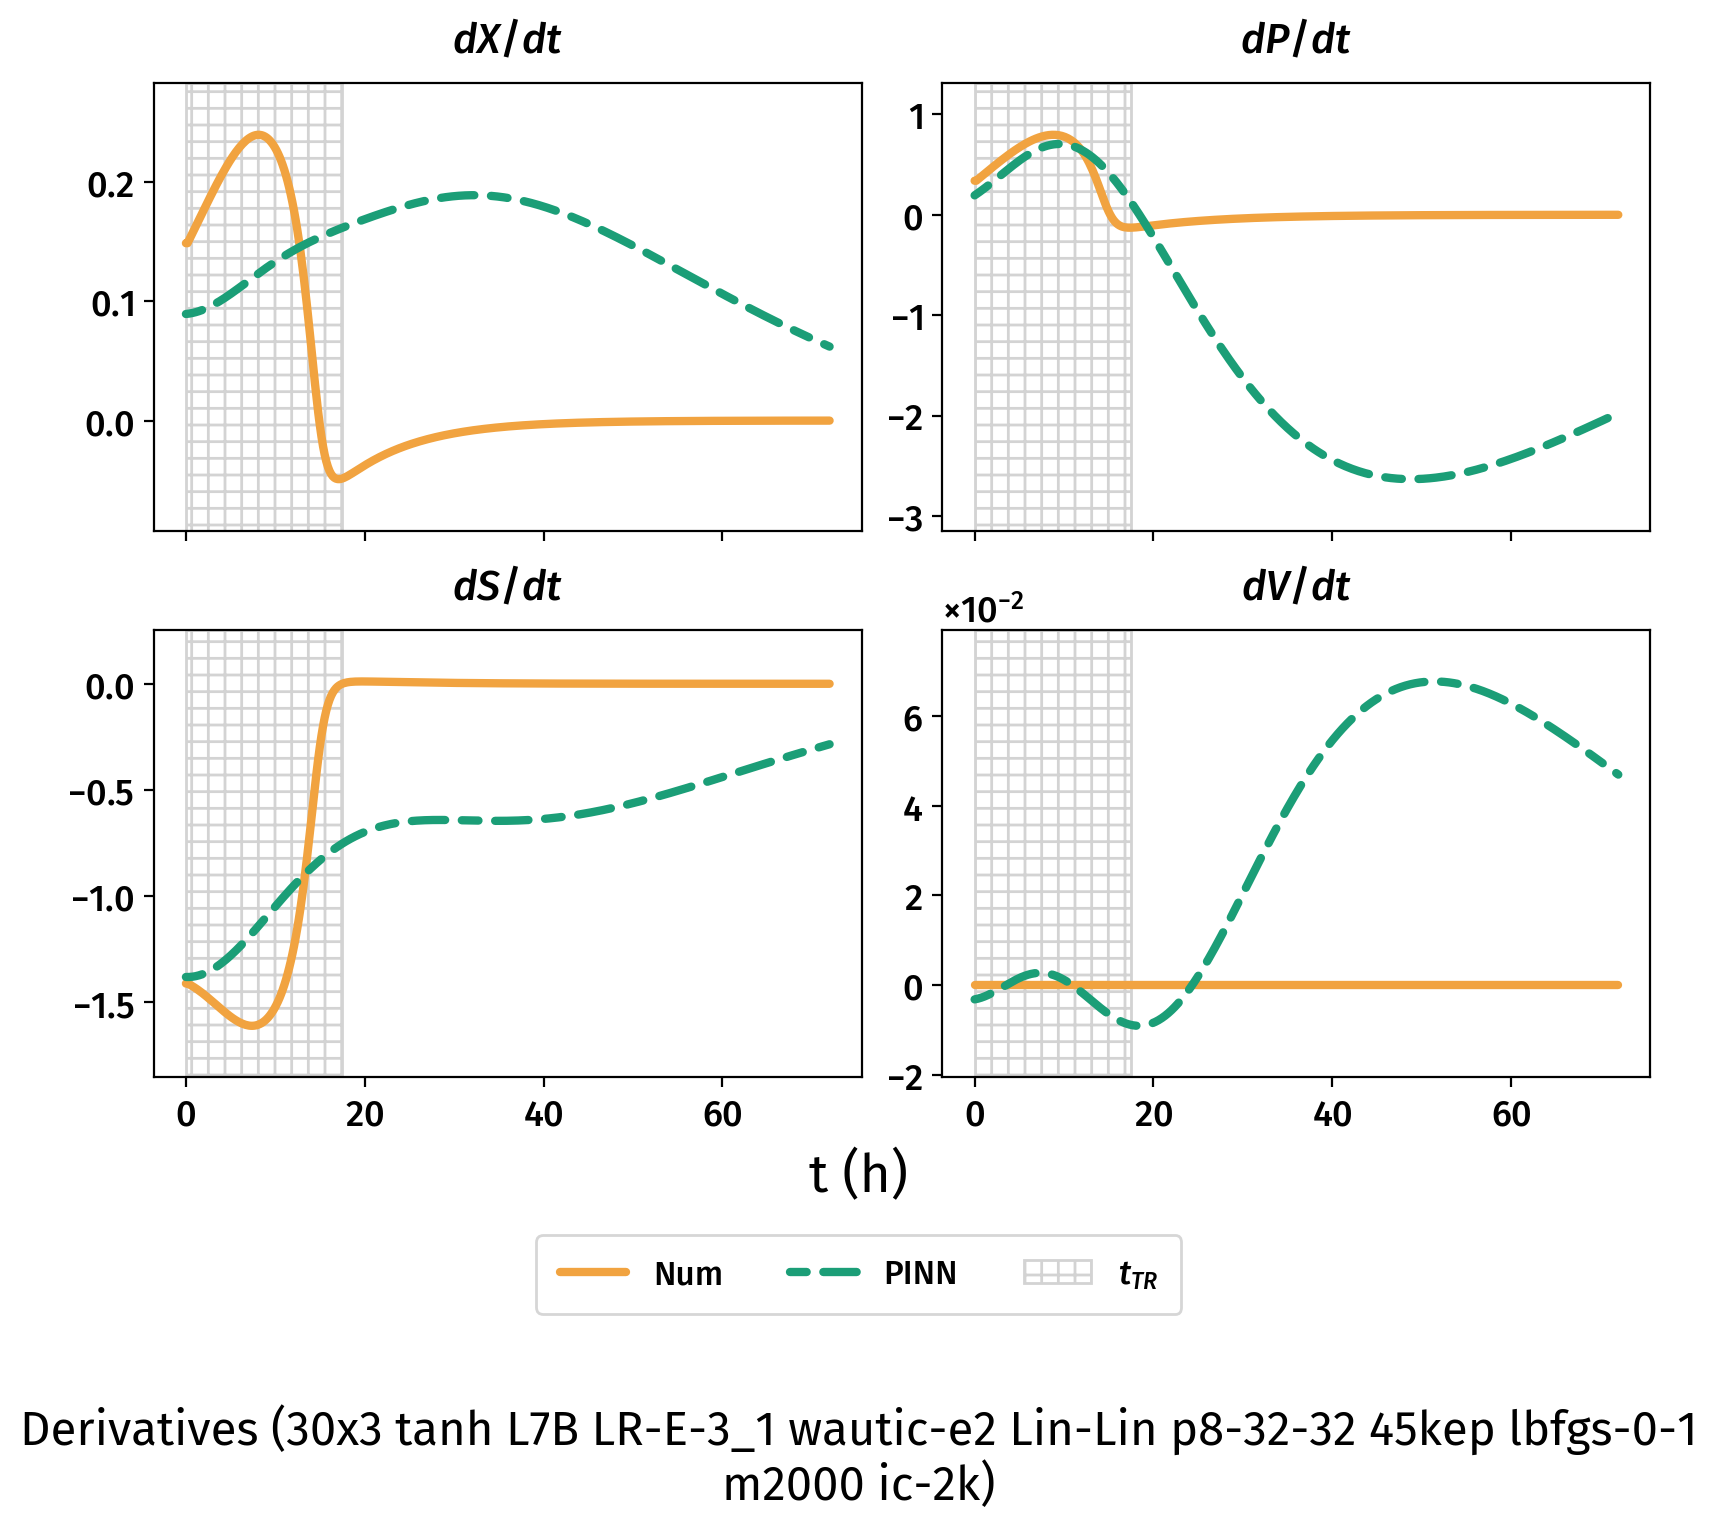 dX/dt
dP/dt
0.2
0.1
0.0
1
0
−1
−2
−3
dS/dt
dV/dt
×10⁻²
0.0
−0.5
−1.0
−1.5
6
4
2
0
−2
0 20 40 60
0 20 40 60
t (h)
Num PINN t_TR
Derivatives (30x3 tanh L7B LR-E-3_1 wautic-e2 Lin-Lin p8-32-32 45kep lbfgs-0-1
m2000 ic-2k)